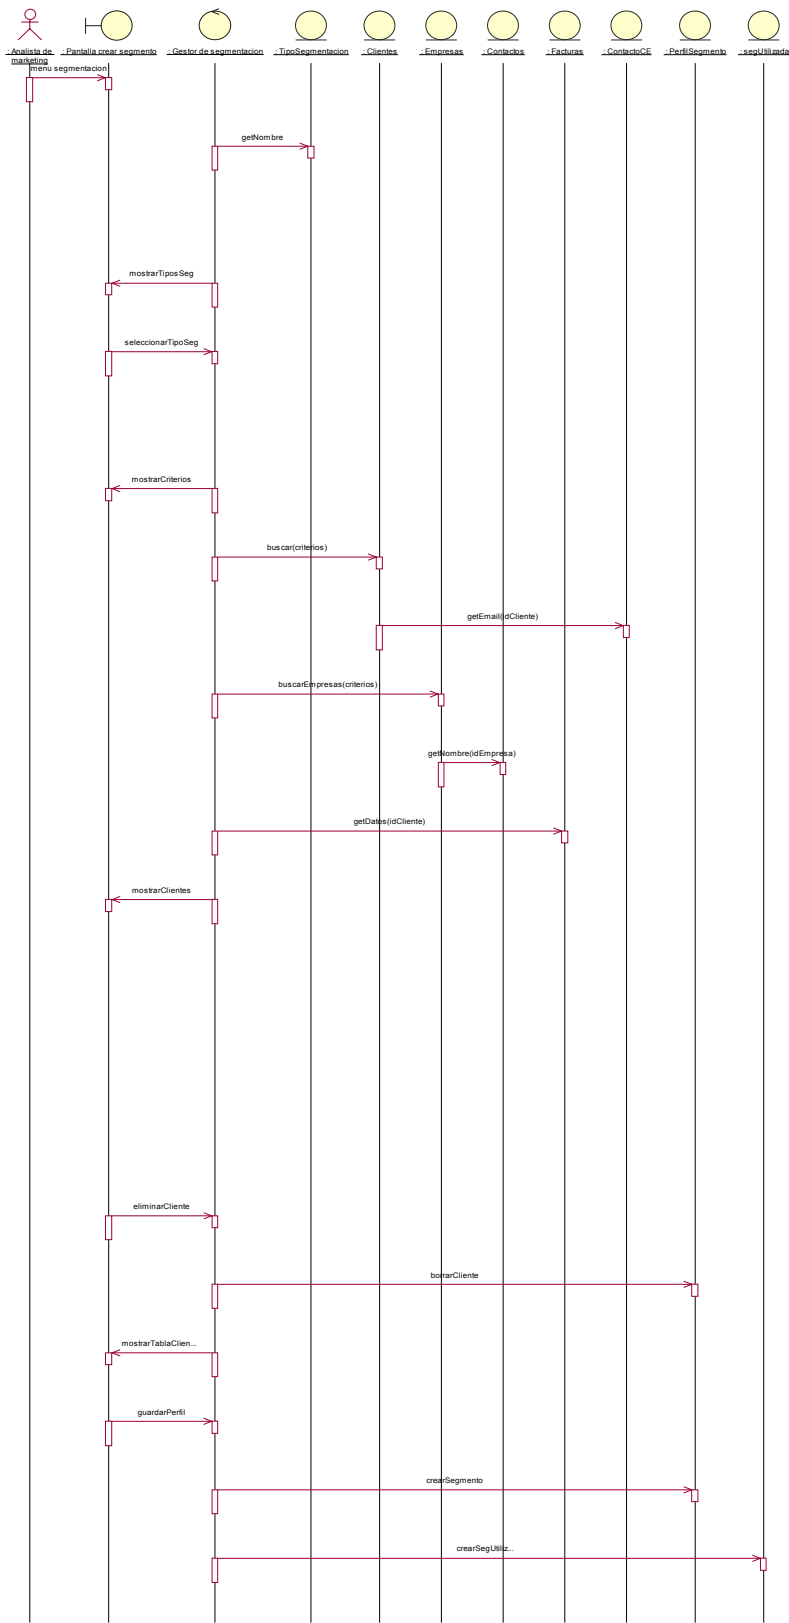 : Analista de marketing
: Pantalla crear segmento
: Gestor de segmentacion
: TipoSegmentacion
: Clientes
: Empresas
: Contactos
: Facturas
: ContactoCE
: PerfilSegmento
: segUtilizada
menu segmentacion
getNombre
mostrarTiposSeg
seleccionarTipoSeg
mostrarCriterios
buscar(criterios)
getEmail(idCliente)
buscarEmpresas(criterios)
getNombre(idEmpresa)
getDatos(idCliente)
mostrarClientes
eliminarCliente
borrarCliente
mostrarTablaClien...
guardarPerfil
crearSegmento
crearSegUtiliz...